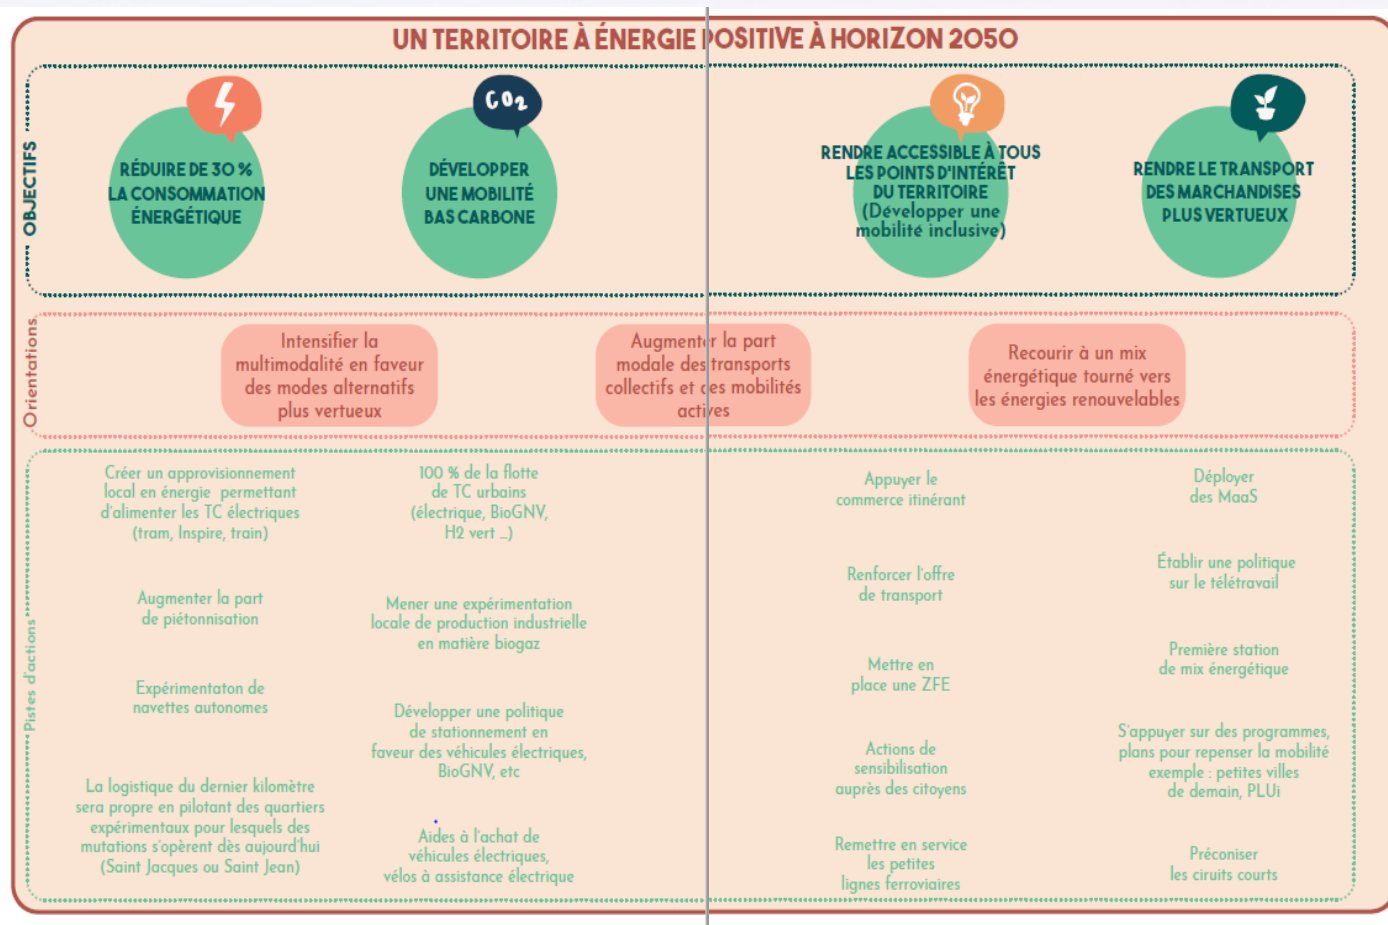 UN TERRITOIRE À ÉNERGIE POSITIVE À HORIZON 2050
OBJECTIFS
RÉDUIRE DE 30 %
LA CONSOMMATION
ÉNERGÉTIQUE
CO2
DÉVELOPPER
UNE MOBILITÉ
BAS CARBONE
RENDRE ACCESSIBLE À TOUS
LES POINTS D'INTÉRÊT
DU TERRITOIRE
(Développer une
mobilité inclusive)
RENDRE LE TRANSPORT
DES MARCHANDISES
PLUS VERTUEUX
Orientations
Intensifier la
multimodalité en faveur
des modes alternatifs
plus vertueux
Augmenter la part
modale des transports
collectifs et des mobilités
actives
Recourir à un mix
énergétique tourné vers
les énergies renouvelables
Pistes d'actions
Créer un approvisionnement
local en énergie permettant
d'alimenter les TC électriques
(tram, Inspire, train)
Augmenter la part
de piétonnisation
Expérimentaton de
navettes autonomes
La logistique du dernier kilomètre
sera propre en pilotant des quartiers
expérimentaux pour lesquels des
mutations s'opèrent dès aujourd'hui
(Saint Jacques ou Saint Jean)
100 % de la flotte
de TC urbains
(électrique, BioGNV,
H2 vert ...)
Mener une expérimentation
locale de production industrielle
en matière biogaz
Développer une politique
de stationnement en
faveur des véhicules électriques,
BioGNV, etc
Aides à l'achat de
véhicules électriques,
vélos à assistance électrique
Appuyer le
commerce itinérant
Renforcer l'offre
de transport
Mettre en
place une ZFE
Actions de
sensibilisation
auprès des citoyens
Remettre en service
les petites
lignes ferroviaires
Déployer
des MaaS
Établir une politique
sur le télétravail
Première station
de mix énergétique
S'appuyer sur des programmes,
plans pour repenser la mobilité
exemple : petites villes
de demain, PLUi
Préconiser
les ciruits courts